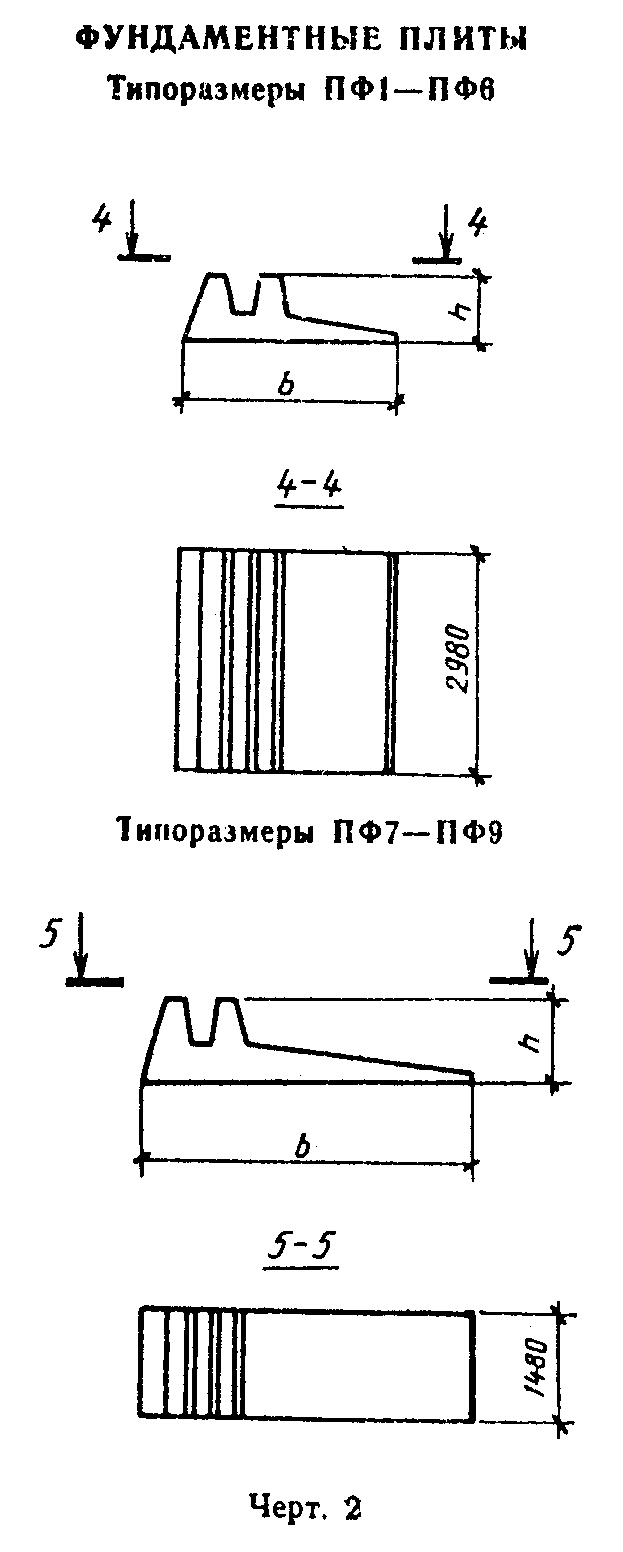 ФУНДАМЕНТНЫЕ ПЛИТЫ
Типоразмеры ПФ1—ПФ6
4 4
h
b
4-4
2980
Типоразмеры ПФ7—ПФ9
5 5
h
b
5-5
1480
Черт. 2